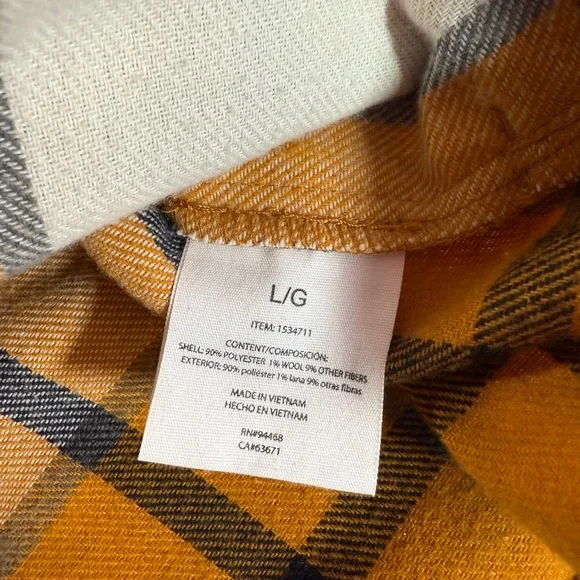 L/G
ITEM: 1534711
CONTENT/COMPOSICIÓN:
SHELL: 90% POLYESTER 1% WOOL 9% OTHER FIBERS
EXTERIOR: 90% poliéster 1% lana 9% otras fibras
MADE IN VIETNAM
HECHO EN VIETNAM
RN#94468
CA#63671